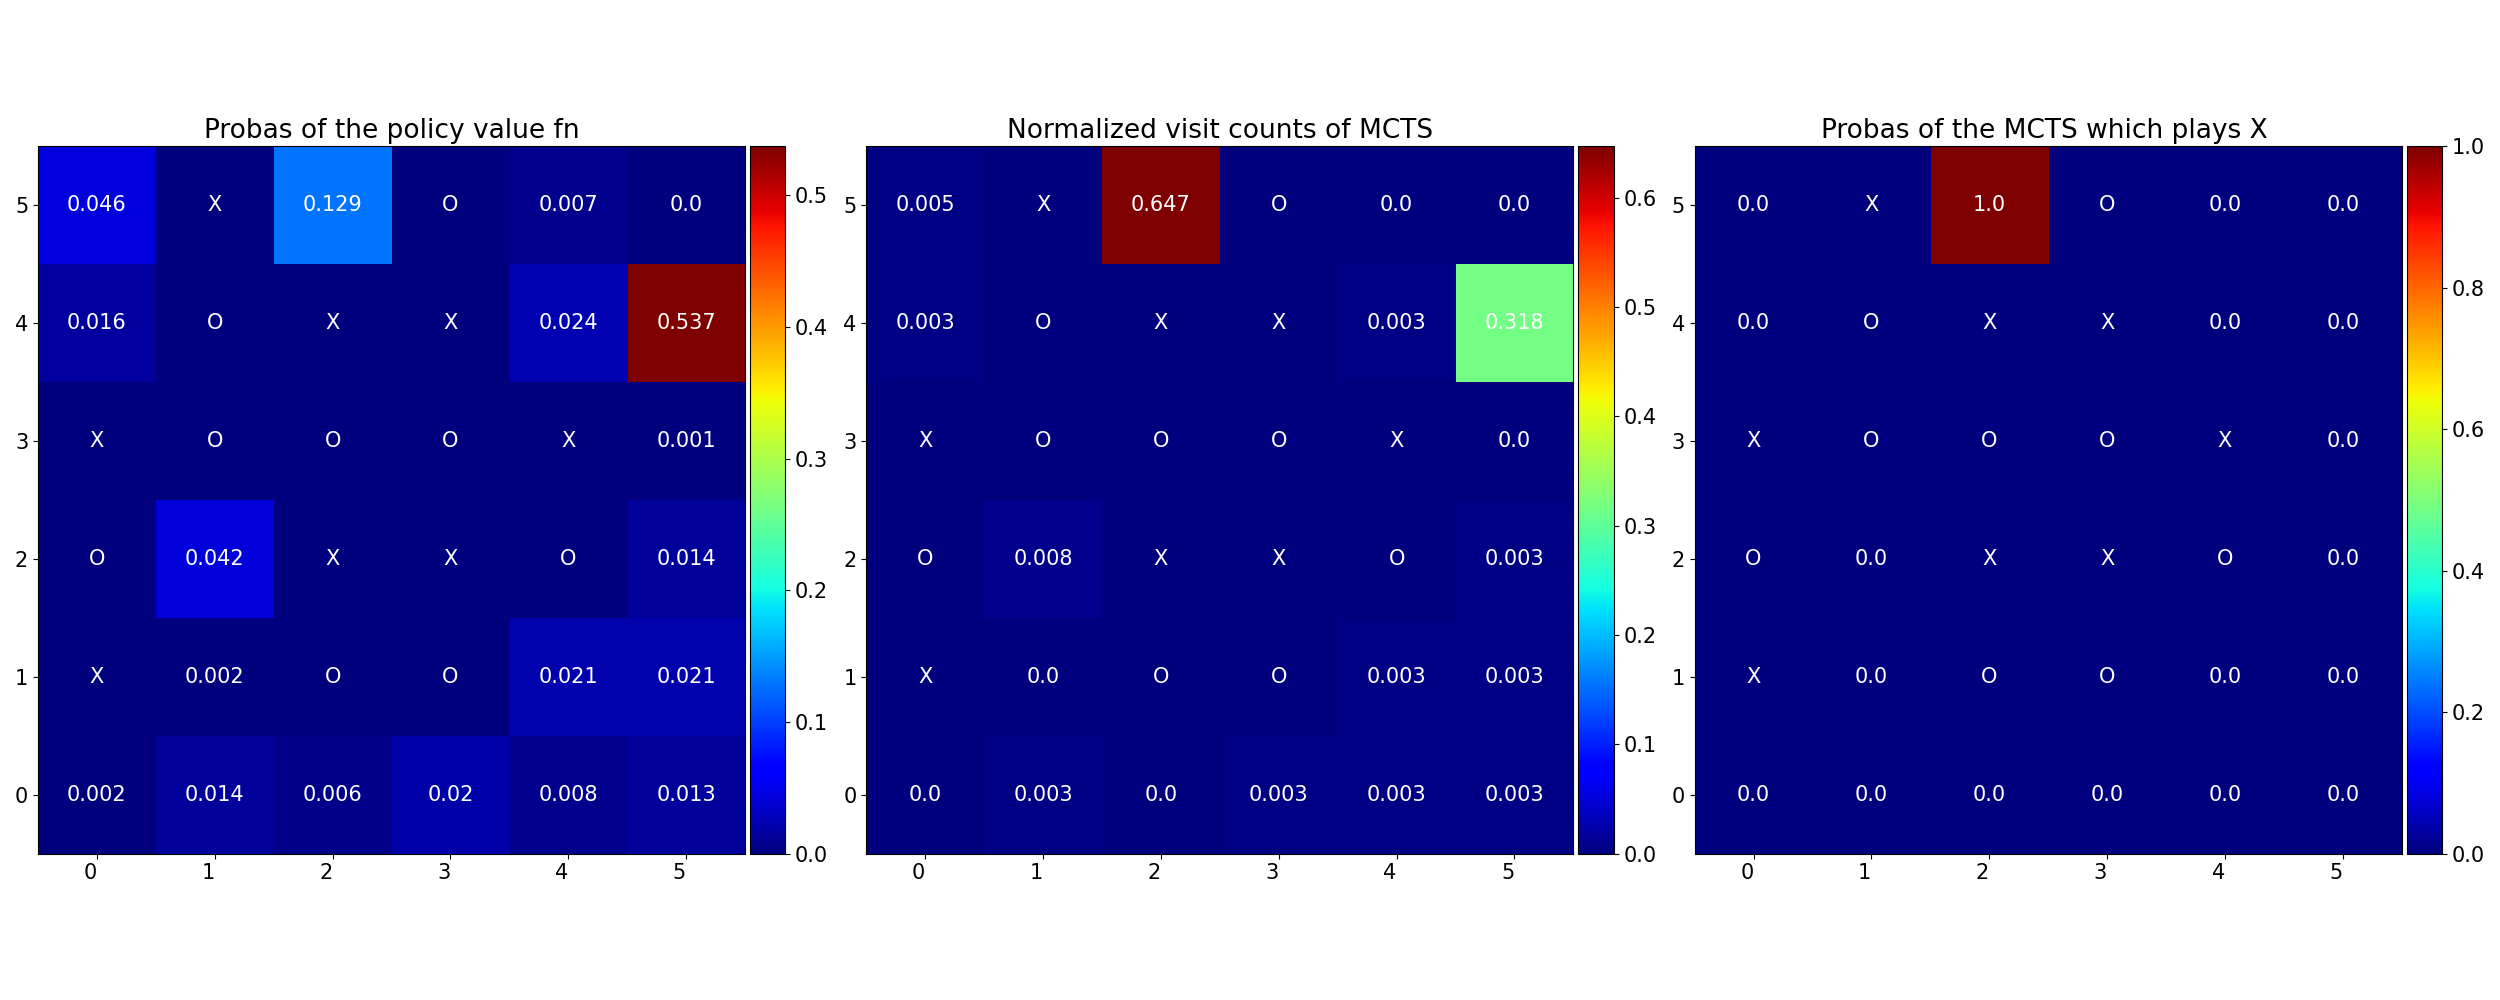 Probas of the policy value fn
5 0.046 X 0.129 O 0.007 0.0
4 0.016 O X X 0.024 0.537
3 X O O O X 0.001
2 O 0.042 X X O 0.014
1 X 0.002 O O 0.021 0.021
0 0.002 0.014 0.006 0.02 0.008 0.013
0 1 2 3 4 5
0.5
0.4
0.3
0.2
0.1
0.0
Normalized visit counts of MCTS
5 0.005 X 0.647 O 0.0 0.0
4 0.003 O X X 0.003 0.318
3 X O O O X 0.0
2 O 0.008 X X O 0.003
1 X 0.0 O O 0.003 0.003
0 0.0 0.003 0.0 0.003 0.003 0.003
0 1 2 3 4 5
0.6
0.5
0.4
0.3
0.2
0.1
0.0
Probas of the MCTS which plays X
5 0.0 X 1.0 O 0.0 0.0
4 0.0 O X X 0.0 0.0
3 X O O O X 0.0
2 O 0.0 X X O 0.0
1 X 0.0 O O 0.0 0.0
0 0.0 0.0 0.0 0.0 0.0 0.0
0 1 2 3 4 5
1.0
0.8
0.6
0.4
0.2
0.0